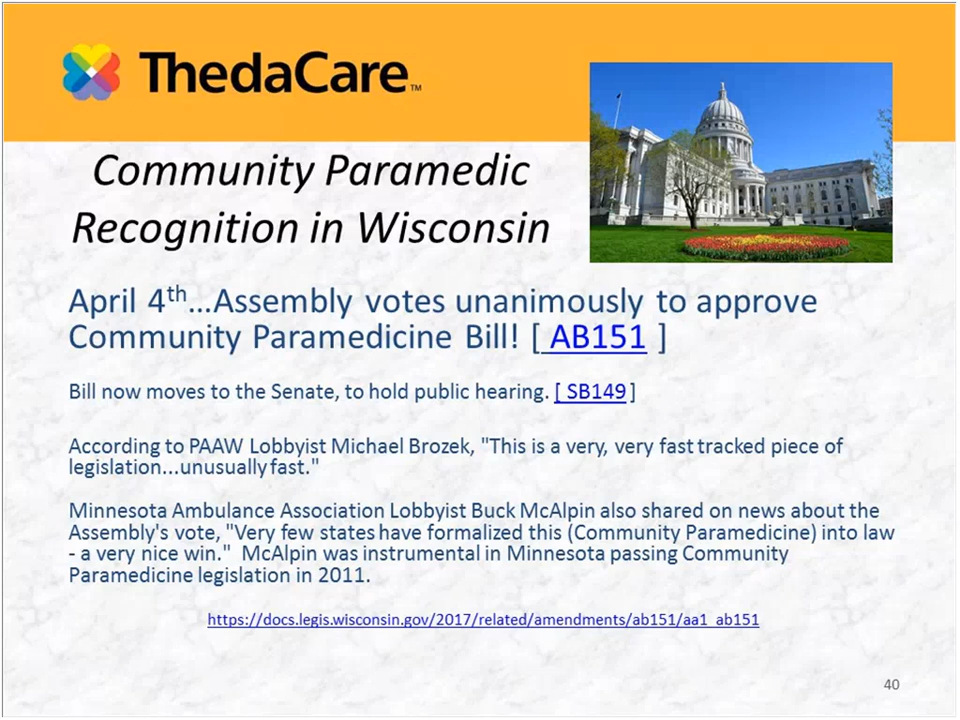 ThedaCare™
Community Paramedic
Recognition in Wisconsin
April 4th...Assembly votes unanimously to approve
Community Paramedicine Bill! [ AB151 ]
Bill now moves to the Senate, to hold public hearing. [ SB149 ]
According to PAAW Lobbyist Michael Brozek, "This is a very, very fast tracked piece of
legislation...unusually fast."
Minnesota Ambulance Association Lobbyist Buck McAlpin also shared on news about the
Assembly's vote, "Very few states have formalized this (Community Paramedicine) into law
- a very nice win." McAlpin was instrumental in Minnesota passing Community
Paramedicine legislation in 2011.
https://docs.legis.wisconsin.gov/2017/related/amendments/ab151/aa1_ab151
40